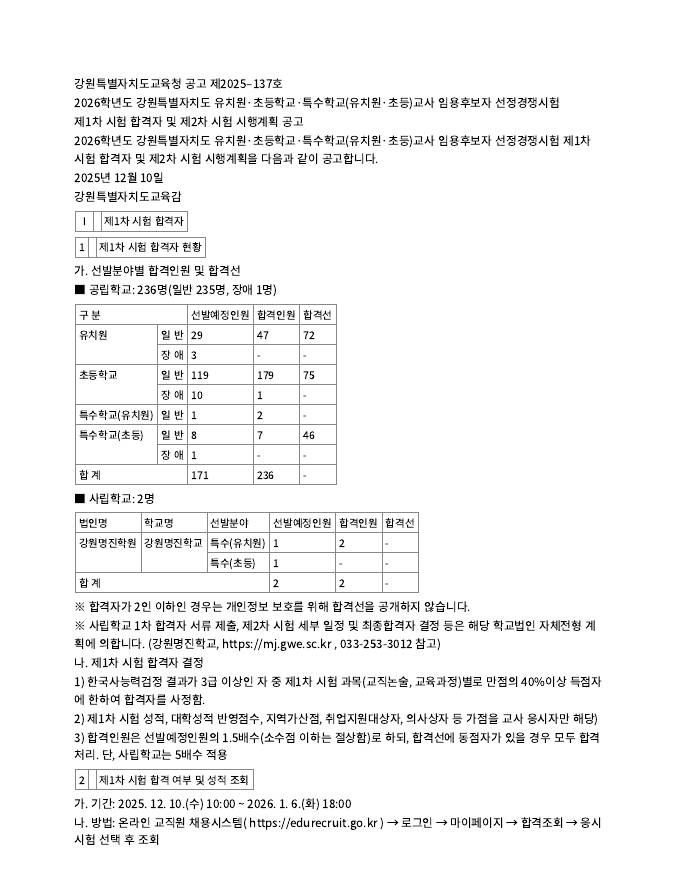 강원특별자치도교육청 공고 제2025-137호
2026학년도 강원특별자치도 유치원·초등학교·특수학교(유치원·초등)교사 임용후보자 선정경쟁시험
제1차 시험 합격자 및 제2차 시험 시행계획 공고
2026학년도 강원특별자치도 유치원·초등학교·특수학교(유치원·초등)교사 임용후보자 선정경쟁시험 제1차
시험 합격자 및 제2차 시험 시행계획을 다음과 같이 공고합니다.
2025년 12월 10일
강원특별자치도교육감
Ⅰ 제1차 시험 합격자
1 제1차 시험 합격자 현황
가. 선발분야별 합격인원 및 합격선
■ 공립학교: 236명(일반 235명, 장애 1명)
구 분 선발예정인원 합격인원 합격선
유치원 일 반 29 47 72
장 애 3 - -
초등학교 일 반 119 179 75
장 애 10 1 -
특수학교(유치원) 일 반 1 2 -
특수학교(초등) 일 반 8 7 46
장 애 1 - -
합 계 171 236 -
■ 사립학교: 2명
법인명 학교명 선발분야 선발예정인원 합격인원 합격선
강원명진학원 강원명진학교 특수(유치원) 1 2 -
특수(초등) 1 - -
합 계 2 2 -
※ 합격자가 2인 이하인 경우는 개인정보 보호를 위해 합격선을 공개하지 않습니다.
※ 사립학교 1차 합격자 서류 제출, 제2차 시험 세부 일정 및 최종합격자 결정 등은 해당 학교법인 자체전형 계
획에 의합니다. (강원명진학교, https://mj.gwe.sc.kr , 033-253-3012 참고)
나. 제1차 시험 합격자 결정
1) 한국사능력검정 결과가 3급 이상인 자 중 제1차 시험 과목(교직논술, 교육과정)별로 만점의 40%이상 득점자
에 한하여 합격자를 사정함.
2) 제1차 시험 성적, 대학성적 반영점수, 지역가산점, 취업지원대상자, 의사상자 등 가점을 교사 응시자만 해당)
3) 합격인원은 선발예정인원의 1.5배수(소수점 이하는 절상함)로 하되, 합격선에 동점자가 있을 경우 모두 합격
처리. 단, 사립학교는 5배수 적용
2 제1차 시험 합격 여부 및 성적 조회
가. 기간: 2025. 12. 10.(수) 10:00 ~ 2026. 1. 6.(화) 18:00
나. 방법: 온라인 교직원 채용시스템( https://edurecruit.go.kr ) → 로그인 → 마이페이지 → 합격조회 → 응시
시험 선택 후 조회